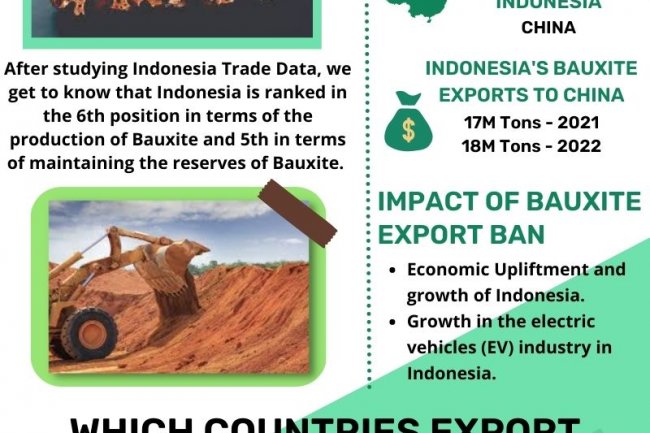 After studying Indonesia Trade Data, we
get to know that Indonesia is ranked in
the 6th position in terms of the
production of Bauxite and 5th in terms
of maintaining the reserves of Bauxite.
INDONESIA
CHINA
INDONESIA'S BAUXITE
EXPORTS TO CHINA
$
17M Tons - 2021
18M Tons - 2022
IMPACT OF BAUXITE
EXPORT BAN
• Economic Upliftment and
growth of Indonesia.
• Growth in the electric
vehicles (EV) industry in
Indonesia.
WHICH COUNTRIES EXPORT